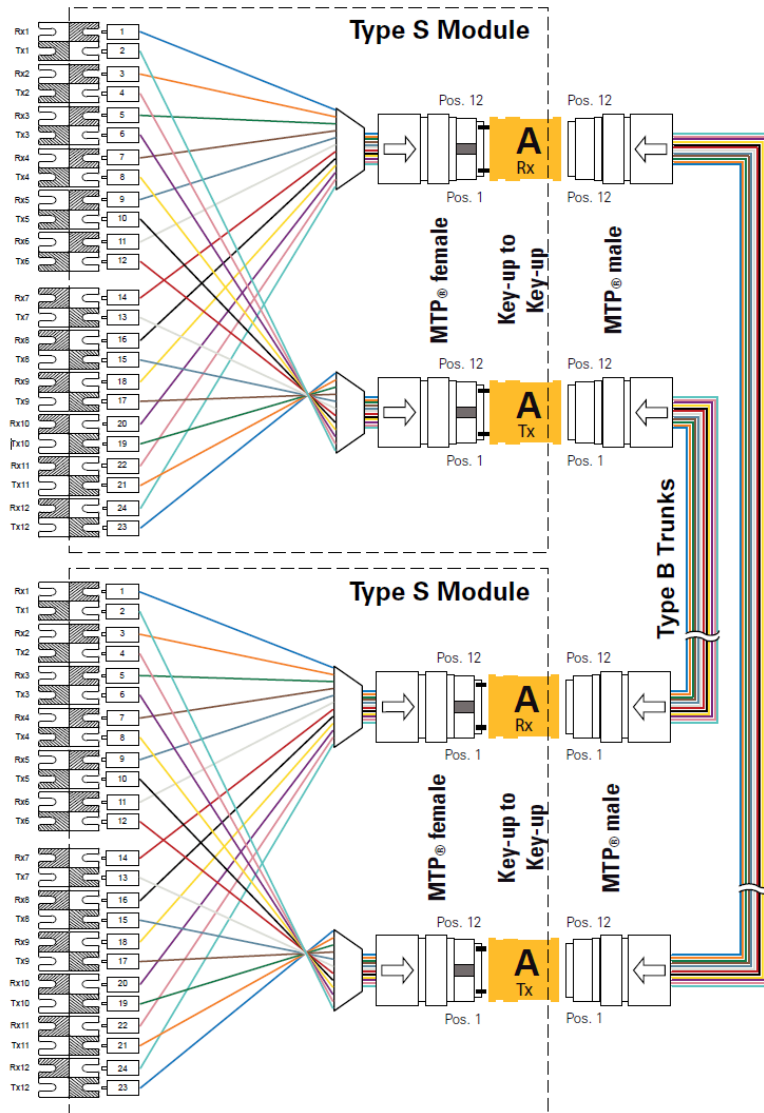 Type S Module
Rx1 1
Tx1 2
Rx2 3
Tx2 4
Rx3 5
Tx3 6
Rx4 7
Tx4 8
Rx5 9
Tx5 10
Rx6 11
Tx6 12
Rx7 14
Tx7 13
Rx8 16
Tx8 15
Rx9 18
Tx9 17
Rx10 20
Tx10 19
Rx11 22
Tx11 21
Rx12 24
Tx12 23
Pos. 12
Pos. 12
A
Rx
Pos. 1
Pos. 12
MTP® female
Key-up to
Key-up
MTP® male
Pos. 12
Pos. 12
A
Tx
Pos. 1
Pos. 1
Type B Trunks
Type S Module
Rx1 1
Tx1 2
Rx2 3
Tx2 4
Rx3 5
Tx3 6
Rx4 7
Tx4 8
Rx5 9
Tx5 10
Rx6 11
Tx6 12
Rx7 14
Tx7 13
Rx8 16
Tx8 15
Rx9 18
Tx9 17
Rx10 20
Tx10 19
Rx11 22
Tx11 21
Rx12 24
Tx12 23
Pos. 12
Pos. 12
A
Rx
Pos. 1
Pos. 1
MTP® female
Key-up to
Key-up
MTP® male
Pos. 12
Pos. 12
A
Tx
Pos. 1
Pos. 1